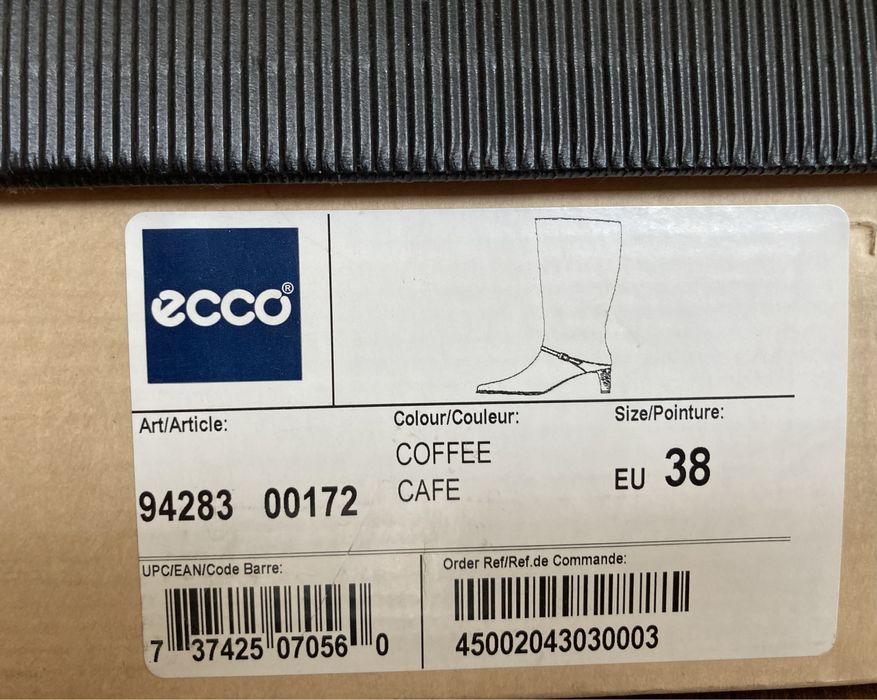 ecco®
Art/Article:
94283 00172
Colour/Couleur:
COFFEE
CAFE
Size/Pointure:
EU 38
UPC/EAN/Code Barre:
7 37425 07056 0
Order Ref/Ref.de Commande:
45002043030003